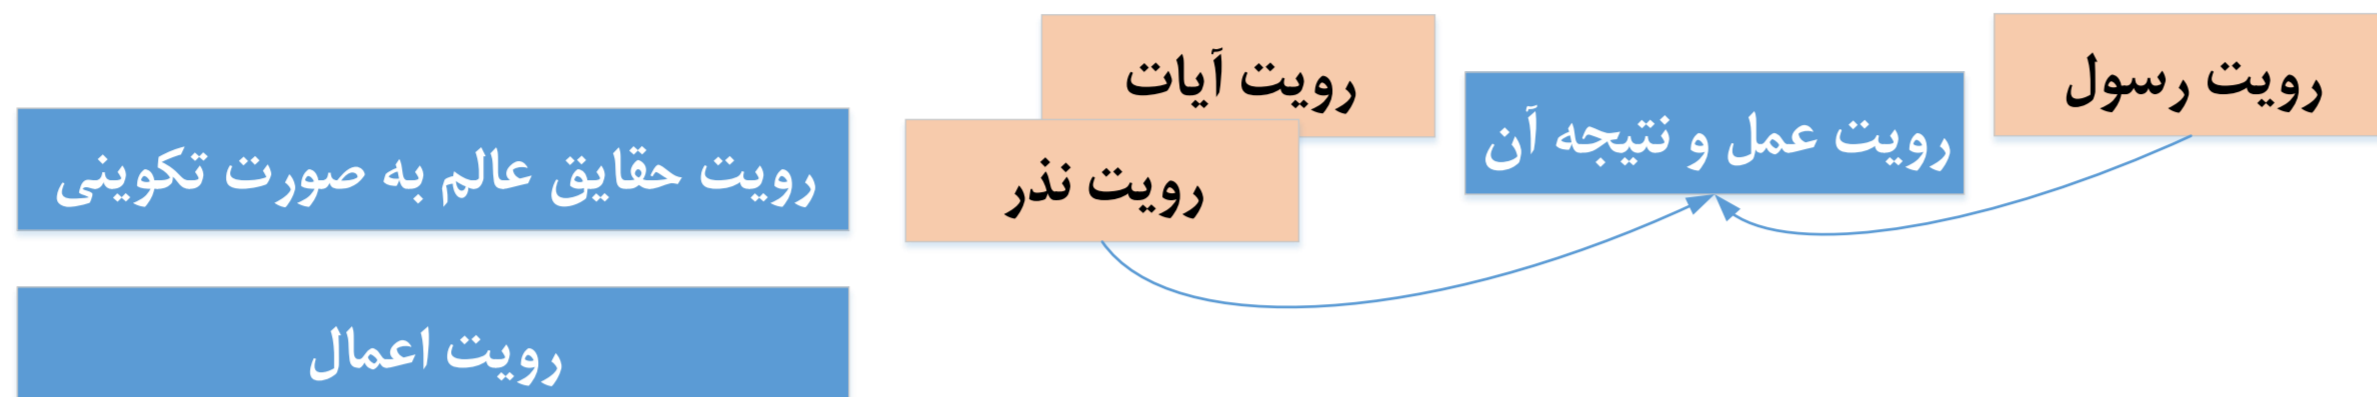 رویت رسول
رویت عمل و نتیجه آن
رویت آیات
رویت نذر
رویت حقایق عالم به صورت تکوینی
رویت اعمال